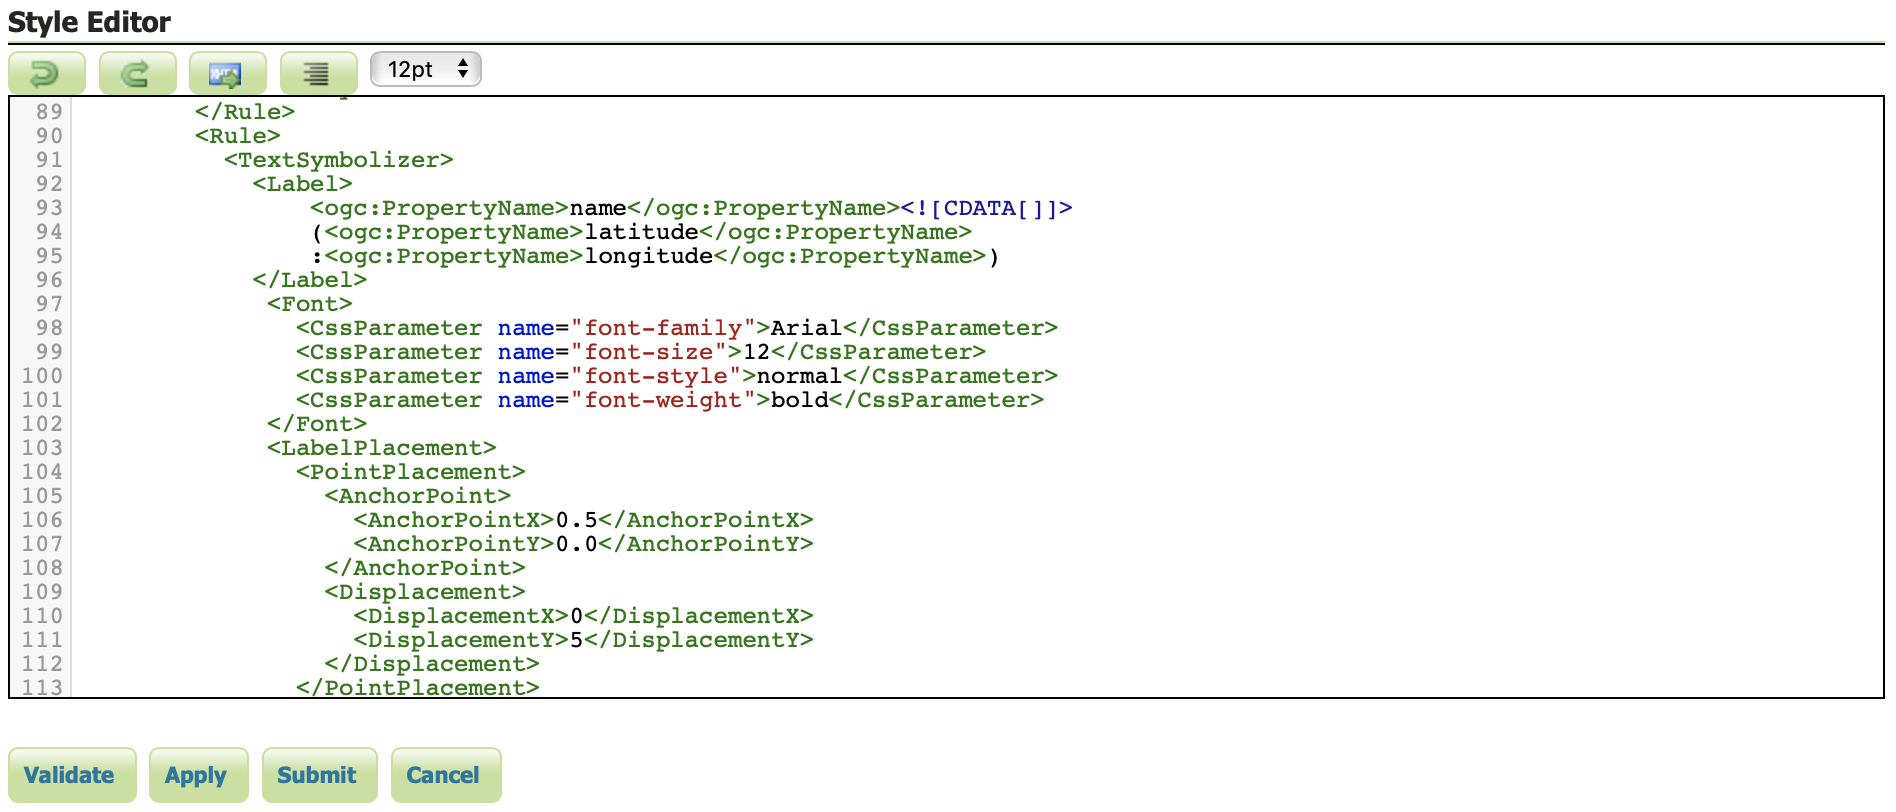 Style Editor
12pt
89 </Rule>
90 <Rule>
91 <TextSymbolizer>
92 <Label>
93 <ogc:PropertyName>name</ogc:PropertyName><![CDATA[]]>
94 (<ogc:PropertyName>latitude</ogc:PropertyName>
95 :<ogc:PropertyName>longitude</ogc:PropertyName>)
96 </Label>
97 <Font>
98 <CssParameter name="font-family">Arial</CssParameter>
99 <CssParameter name="font-size">12</CssParameter>
100 <CssParameter name="font-style">normal</CssParameter>
101 <CssParameter name="font-weight">bold</CssParameter>
102 </Font>
103 <LabelPlacement>
104 <PointPlacement>
105 <AnchorPoint>
106 <AnchorPointX>0.5</AnchorPointX>
107 <AnchorPointY>0.0</AnchorPointY>
108 </AnchorPoint>
109 <Displacement>
110 <DisplacementX>0</DisplacementX>
111 <DisplacementY>5</DisplacementY>
112 </Displacement>
113 </PointPlacement>
Validate Apply Submit Cancel